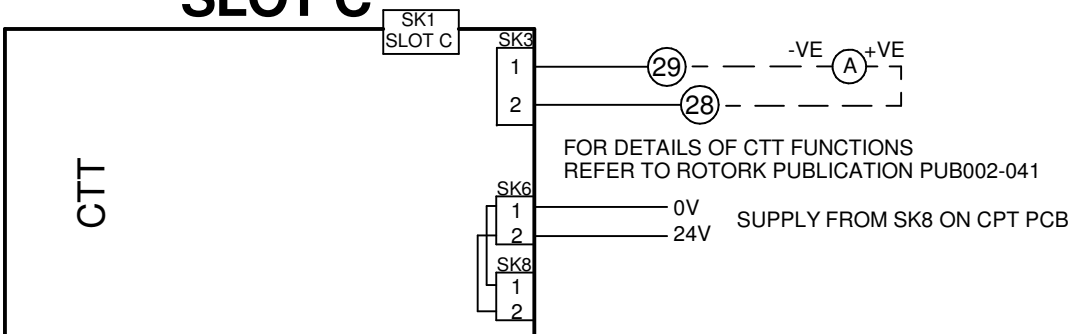 SLOT C
SK1
SLOT C
SK3
1
29
-VE
A
+VE
2
28
FOR DETAILS OF CTT FUNCTIONS
REFER TO ROTORK PUBLICATION PUB002-041
CTT
SK6
1
0V
2
24V
SUPPLY FROM SK8 ON CPT PCB
SK8
1
2